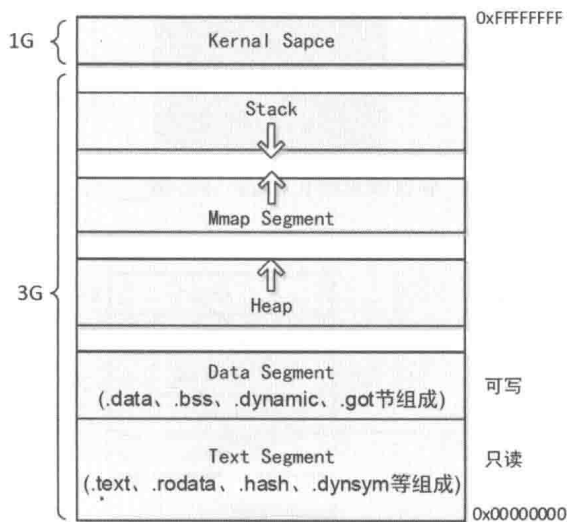 0xFFFFFFFF
1G
Kernal Sapce
Stack
Mmap Segment
3G
Heap
Data Segment
(.data、.bss、.dynamic、.got节组成)
可写
Text Segment
(.text、.rodata、.hash、.dynsym等组成)
只读
0x00000000